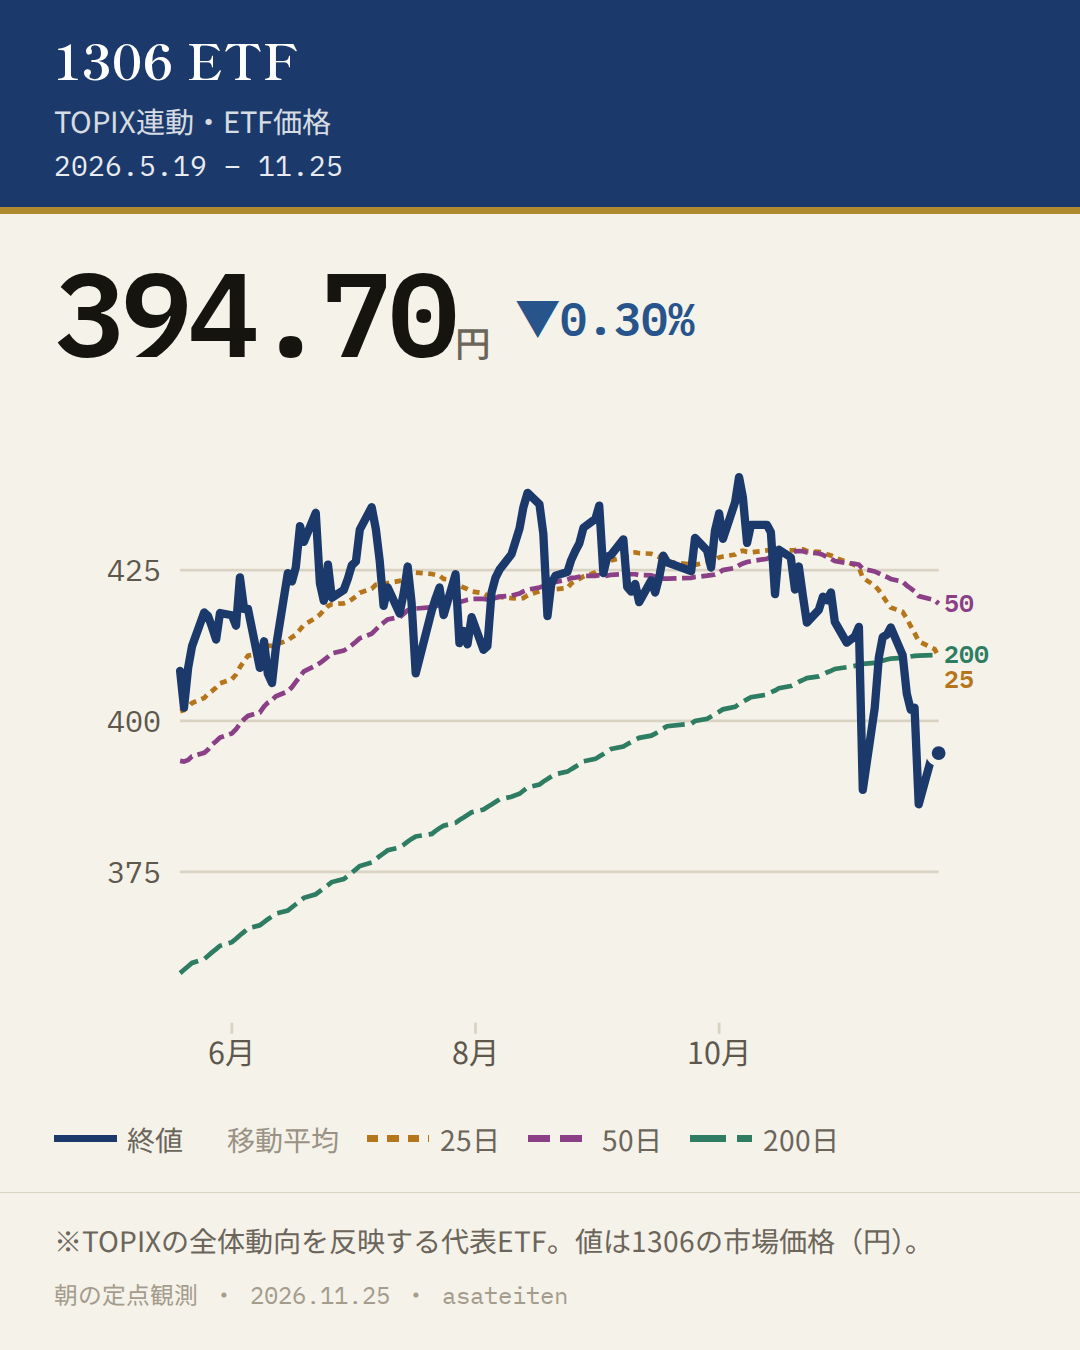 1306 ETF
TOPIX連動・ETF価格
2026.5.19 – 11.25
394.70円 ▼0.30%
425
400
375
50
200
25
6月 8月 10月
終値 移動平均 25日 50日 200日
※TOPIXの全体動向を反映する代表ETF。値は1306の市場価格（円）。
朝の定点観測 ・ 2026.11.25 ・ asateiten